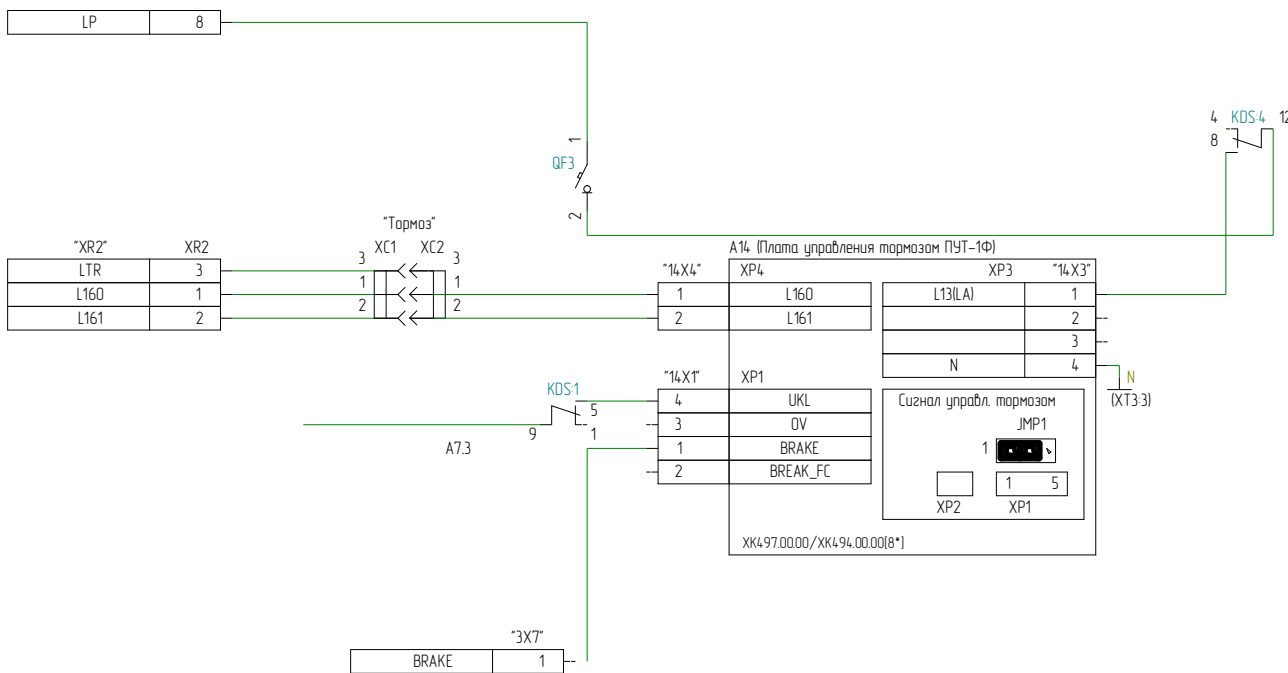 LP 8
4 KDS:4 12
8
1
QF3
2
"Тормоз"
"XR2" XR2 3 XC1 XC2 3
LTR 3
L160 1 1 1
L161 2 2 2
A14 (Плата управления тормозом ПУТ-1Ф)
"14X4" XP4 XP3 "14X3"
1 L160 L13(LA) 1
2 L161 2
3
N 4 N
(XT3:3)
"14X1" XP1
KDS:1
4 UKL
5
3 0V
9 1
A7.3
1 BRAKE
2 BREAK_FC
Сигнал управл. тормозом
JMP1
1
1 5
XP2 XP1
XK497.00.00/XK494.00.00[8*]
"3X7"
BRAKE 1